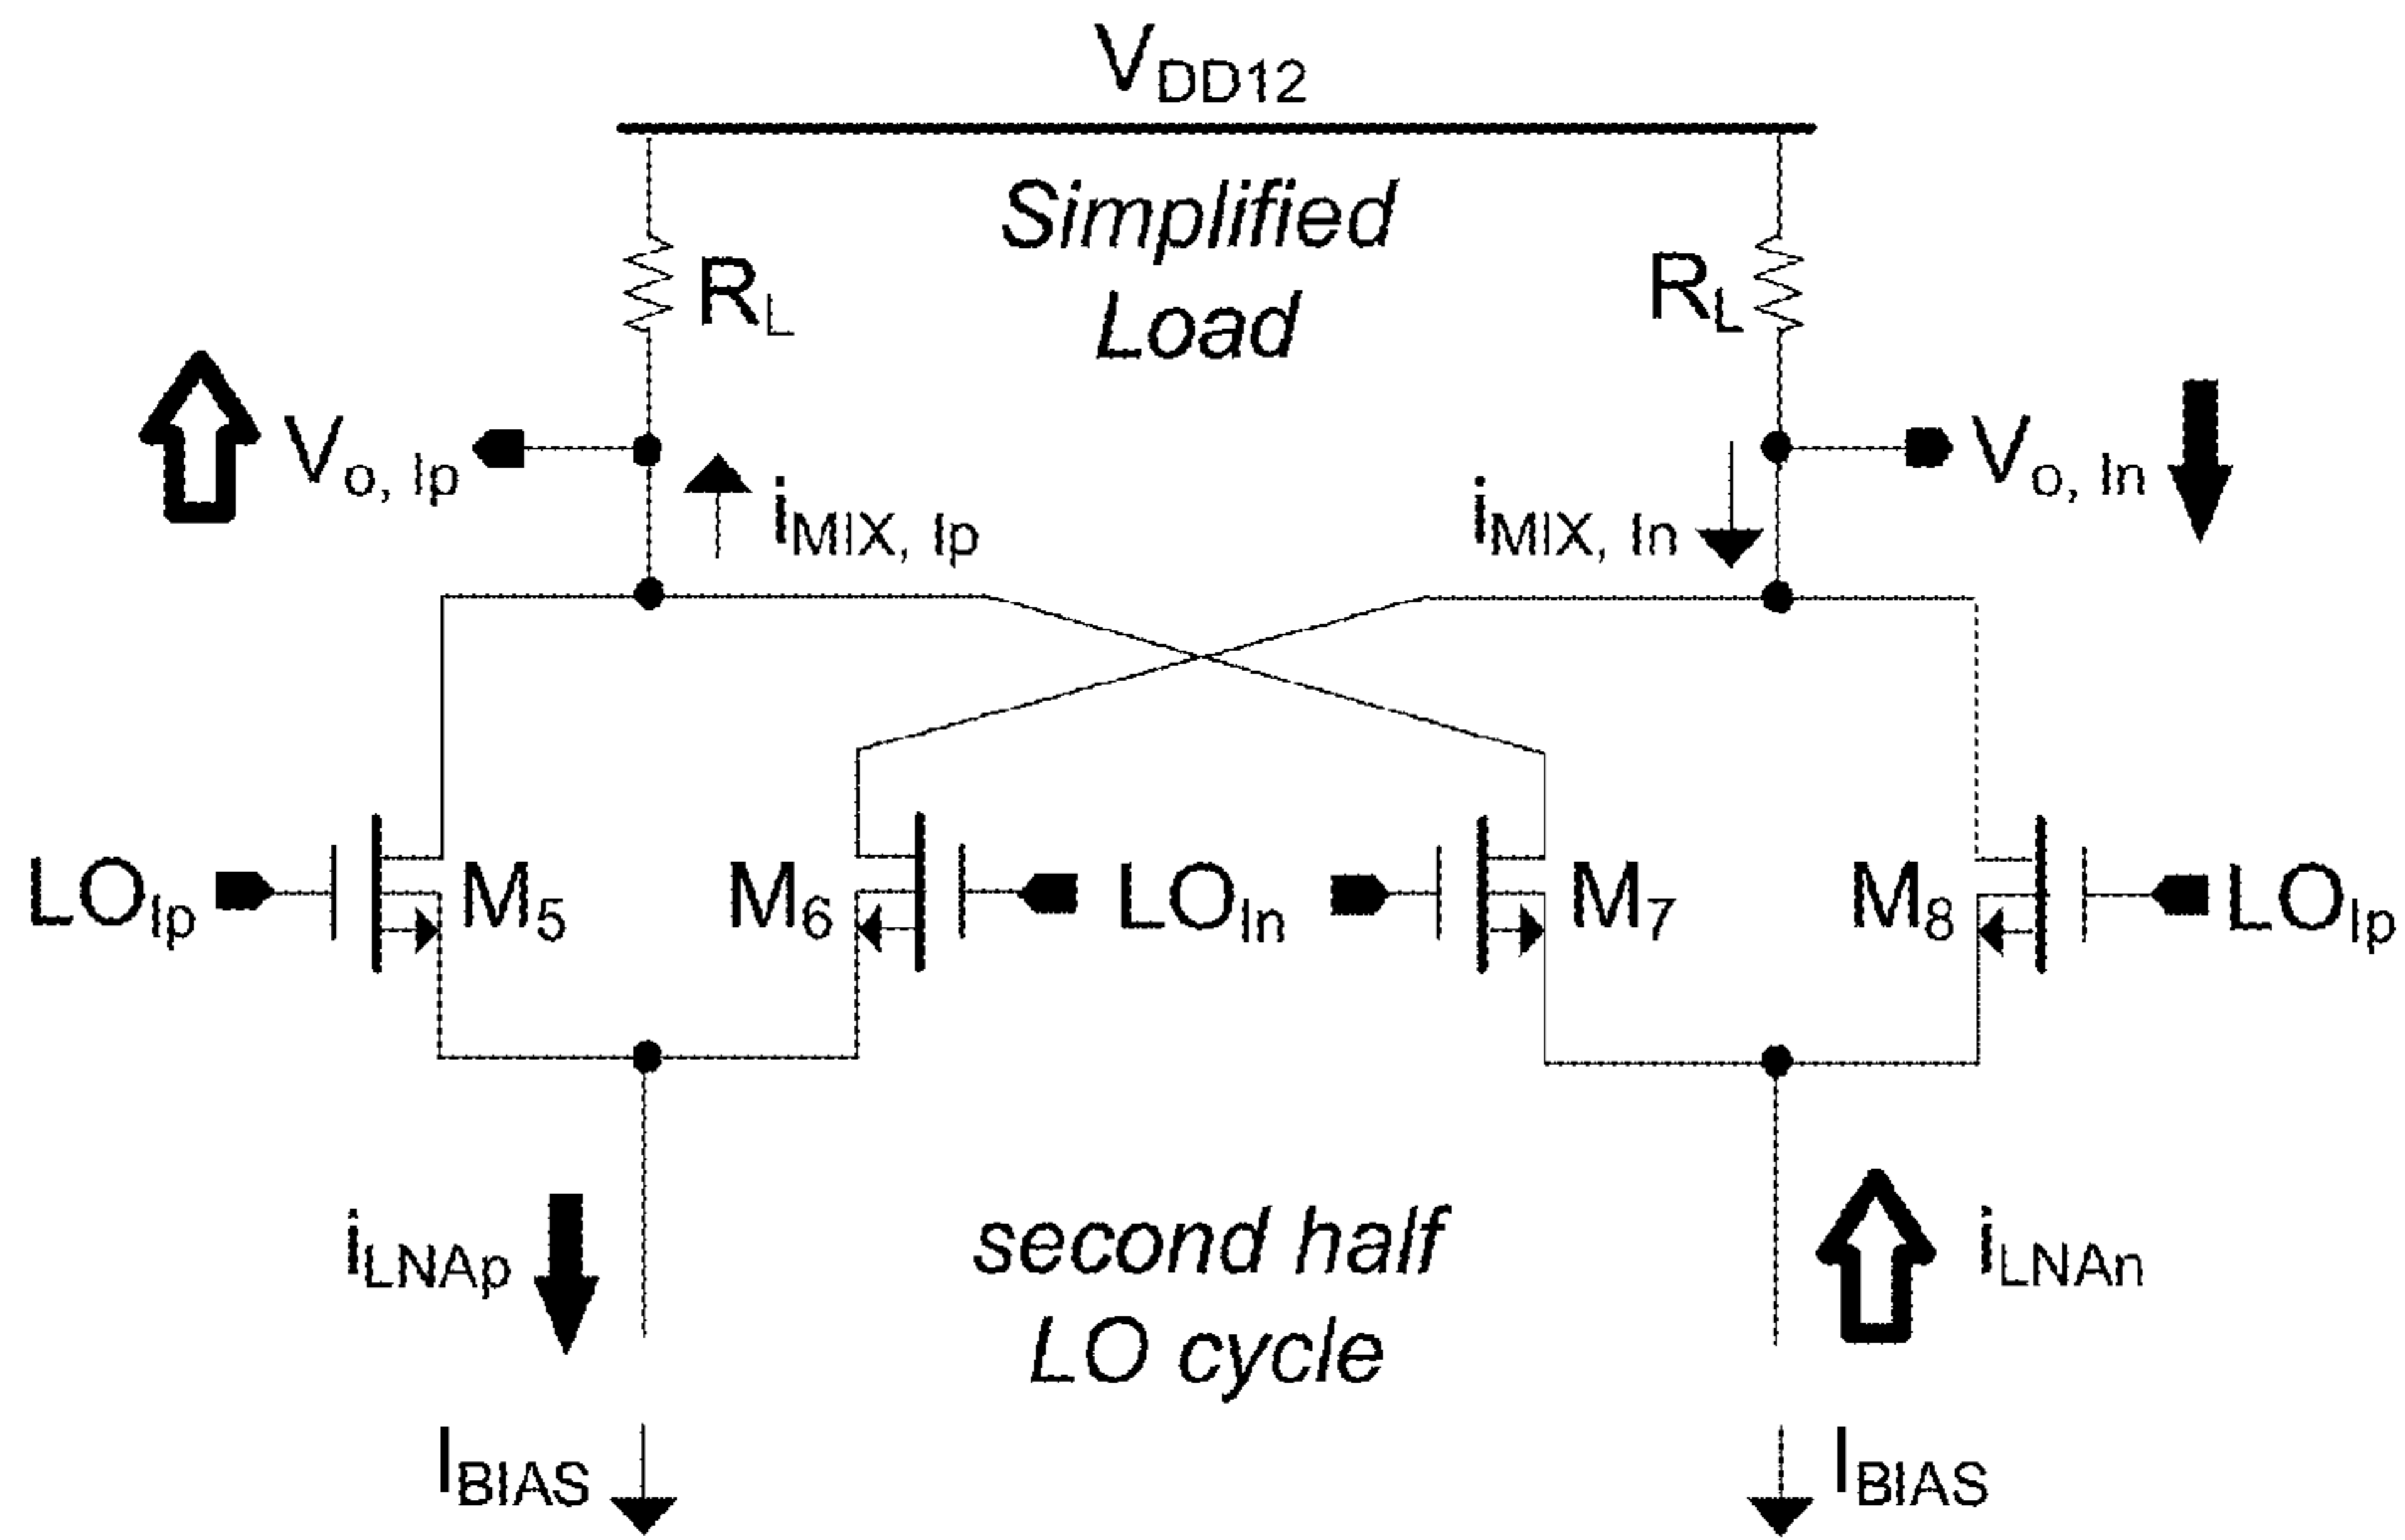 VDD12
Simplified
Load
RL
RL
Vo, Ip
iMIX, Ip
iMIX, In
Vo, In
LOIp
M5
M6
LOIn
M7
M8
LOIp
iLNAp
second half
LO cycle
iLNAn
IBIAS
IBIAS